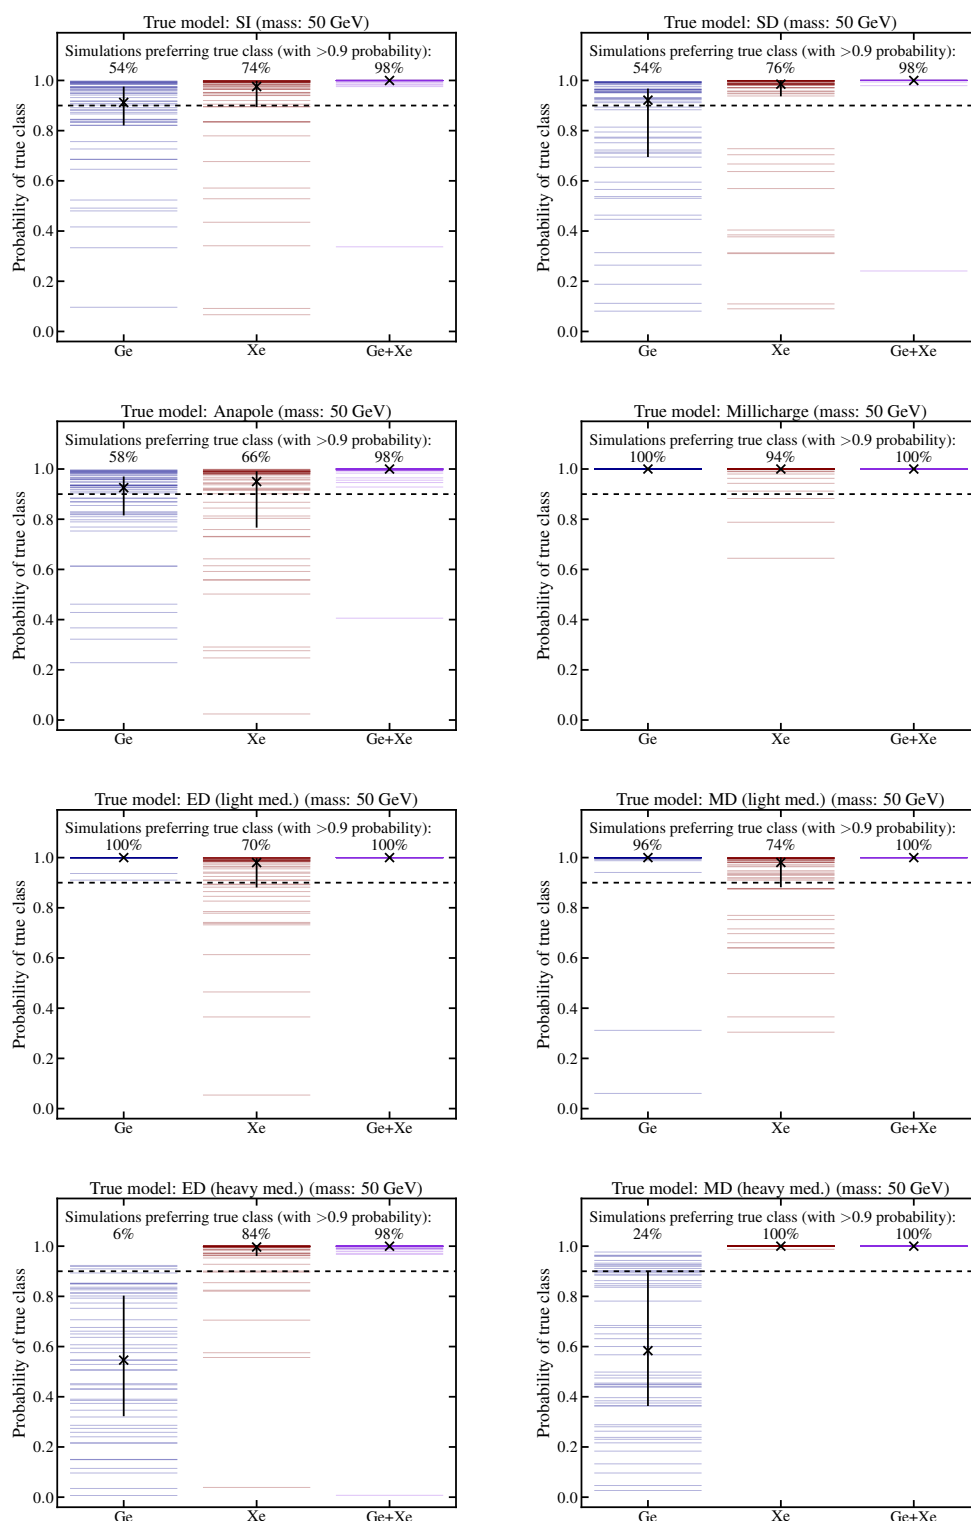 True model: SI (mass: 50 GeV)
Simulations preferring true class (with >0.9 probability):
54% 74% 98%
1.0
0.8
0.6
0.4
0.2
0.0
Probability of true class
Ge Xe Ge+Xe
True model: SD (mass: 50 GeV)
Simulations preferring true class (with >0.9 probability):
54% 76% 98%
1.0
0.8
0.6
0.4
0.2
0.0
Probability of true class
Ge Xe Ge+Xe
True model: Anapole (mass: 50 GeV)
Simulations preferring true class (with >0.9 probability):
58% 66% 98%
1.0
0.8
0.6
0.4
0.2
0.0
Probability of true class
Ge Xe Ge+Xe
True model: Millicharge (mass: 50 GeV)
Simulations preferring true class (with >0.9 probability):
100% 94% 100%
1.0
0.8
0.6
0.4
0.2
0.0
Probability of true class
Ge Xe Ge+Xe
True model: ED (light med.) (mass: 50 GeV)
Simulations preferring true class (with >0.9 probability):
100% 70% 100%
1.0
0.8
0.6
0.4
0.2
0.0
Probability of true class
Ge Xe Ge+Xe
True model: MD (light med.) (mass: 50 GeV)
Simulations preferring true class (with >0.9 probability):
96% 74% 100%
1.0
0.8
0.6
0.4
0.2
0.0
Probability of true class
Ge Xe Ge+Xe
True model: ED (heavy med.) (mass: 50 GeV)
Simulations preferring true class (with >0.9 probability):
6% 84% 98%
1.0
0.8
0.6
0.4
0.2
0.0
Probability of true class
Ge Xe Ge+Xe
True model: MD (heavy med.) (mass: 50 GeV)
Simulations preferring true class (with >0.9 probability):
24% 100% 100%
1.0
0.8
0.6
0.4
0.2
0.0
Probability of true class
Ge Xe Ge+Xe